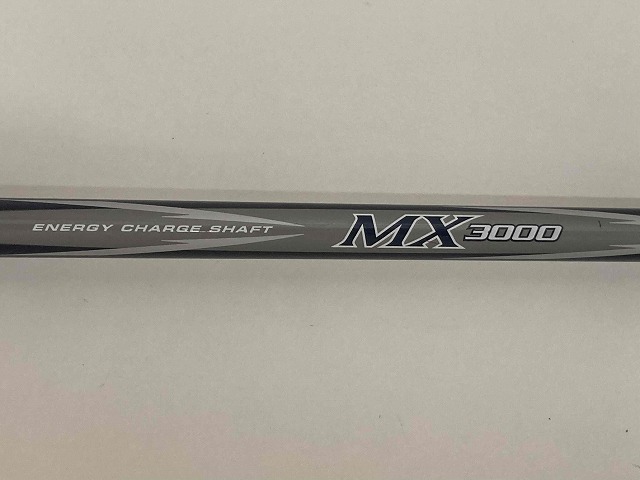 ENERGY CHARGE SHAFT MX3000